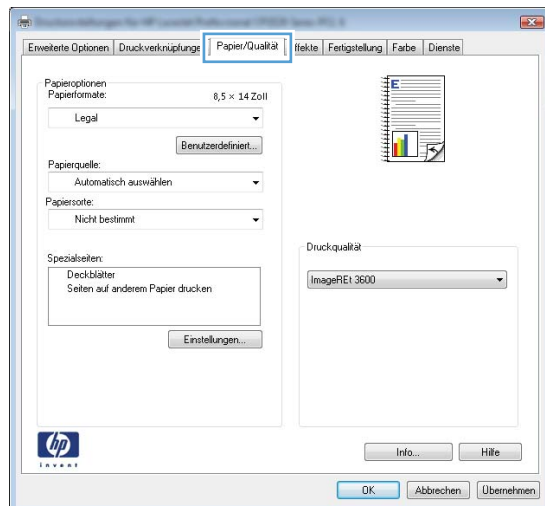 Erweiterte Optionen Druckverknüpfunge Papier/Qualität ffekte Fertigstellung Farbe Dienste
Papieroptionen
Papierformate: 8,5 × 14 Zoll
Legal
Benutzerdefiniert...
Papierquelle:
Automatisch auswählen
Papiersorte:
Nicht bestimmt
Spezialseiten:
Deckblätter
Seiten auf anderem Papier drucken
Einstellungen...
E
Druckqualität
ImageREt 3600
hp
invent
Info... Hilfe
OK Abbrechen Übernehmen